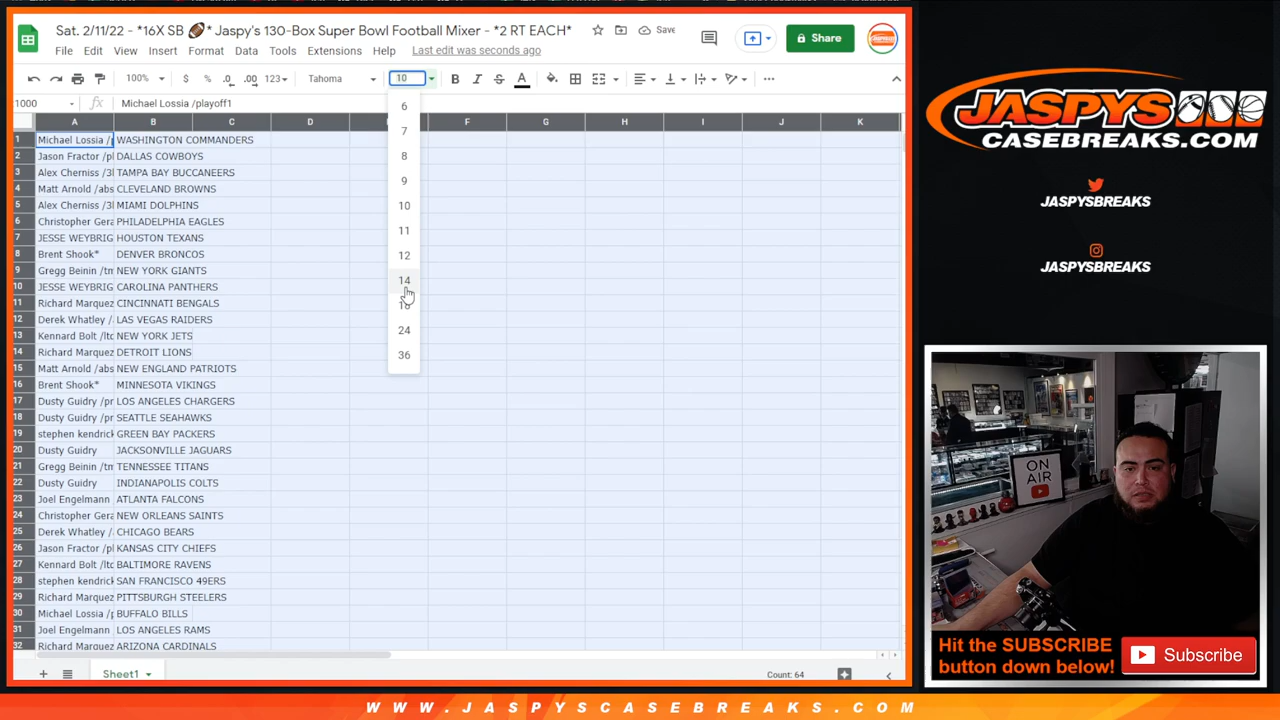 Sat. 2/11/22 - *16X SB 🏈* Jaspy's 130-Box Super Bowl Football Mixer - *2 RT EACH*
Save
Share
File Edit View Insert Format Data Tools Extensions Help Last edit was seconds ago
100% $ % .0 .00 123 Tahoma 10 B I S A
1000 fx Michael Lossia /playoff1
A B C D F G H I J K
1 Michael Lossia /p WASHINGTON COMMANDERS
2 Jason Fractor /pl DALLAS COWBOYS
3 Alex Cherniss /3l TAMPA BAY BUCCANEERS
4 Matt Arnold /abs CLEVELAND BROWNS
5 Alex Cherniss /3l MIAMI DOLPHINS
6 Christopher Gera PHILADELPHIA EAGLES
7 JESSE WEYBRIG HOUSTON TEXANS
8 Brent Shook* DENVER BRONCOS
9 Gregg Beinin /tm NEW YORK GIANTS
10 JESSE WEYBRIG CAROLINA PANTHERS
11 Richard Marquez CINCINNATI BENGALS
12 Derek Whatley /a LAS VEGAS RAIDERS
13 Kennard Bolt /ltc NEW YORK JETS
14 Richard Marquez DETROIT LIONS
15 Matt Arnold /abs NEW ENGLAND PATRIOTS
16 Brent Shook* MINNESOTA VIKINGS
17 Dusty Guidry /pr LOS ANGELES CHARGERS
18 Dusty Guidry /pr SEATTLE SEAHAWKS
19 stephen kendrick GREEN BAY PACKERS
20 Dusty Guidry JACKSONVILLE JAGUARS
21 Gregg Beinin /tm TENNESSEE TITANS
22 Dusty Guidry INDIANAPOLIS COLTS
23 Joel Engelmann ATLANTA FALCONS
24 Christopher Gera NEW ORLEANS SAINTS
25 Derek Whatley /a CHICAGO BEARS
26 Jason Fractor /pl KANSAS CITY CHIEFS
27 Kennard Bolt /ltc BALTIMORE RAVENS
28 stephen kendrick SAN FRANCISCO 49ERS
29 Richard Marquez PITTSBURGH STEELERS
30 Michael Lossia /p BUFFALO BILLS
31 Joel Engelmann LOS ANGELES RAMS
32 Richard Marquez ARIZONA CARDINALS
6
7
8
9
10
11
12
14
18
24
36
Sheet1
Count: 64
JASPYS
CASEBREAKS.COM
JASPYSBREAKS
JASPYSBREAKS
ON
AIR
Hit the SUBSCRIBE
button down below!
Subscribe
WWW.JASPYSCASEBREAKS.COM